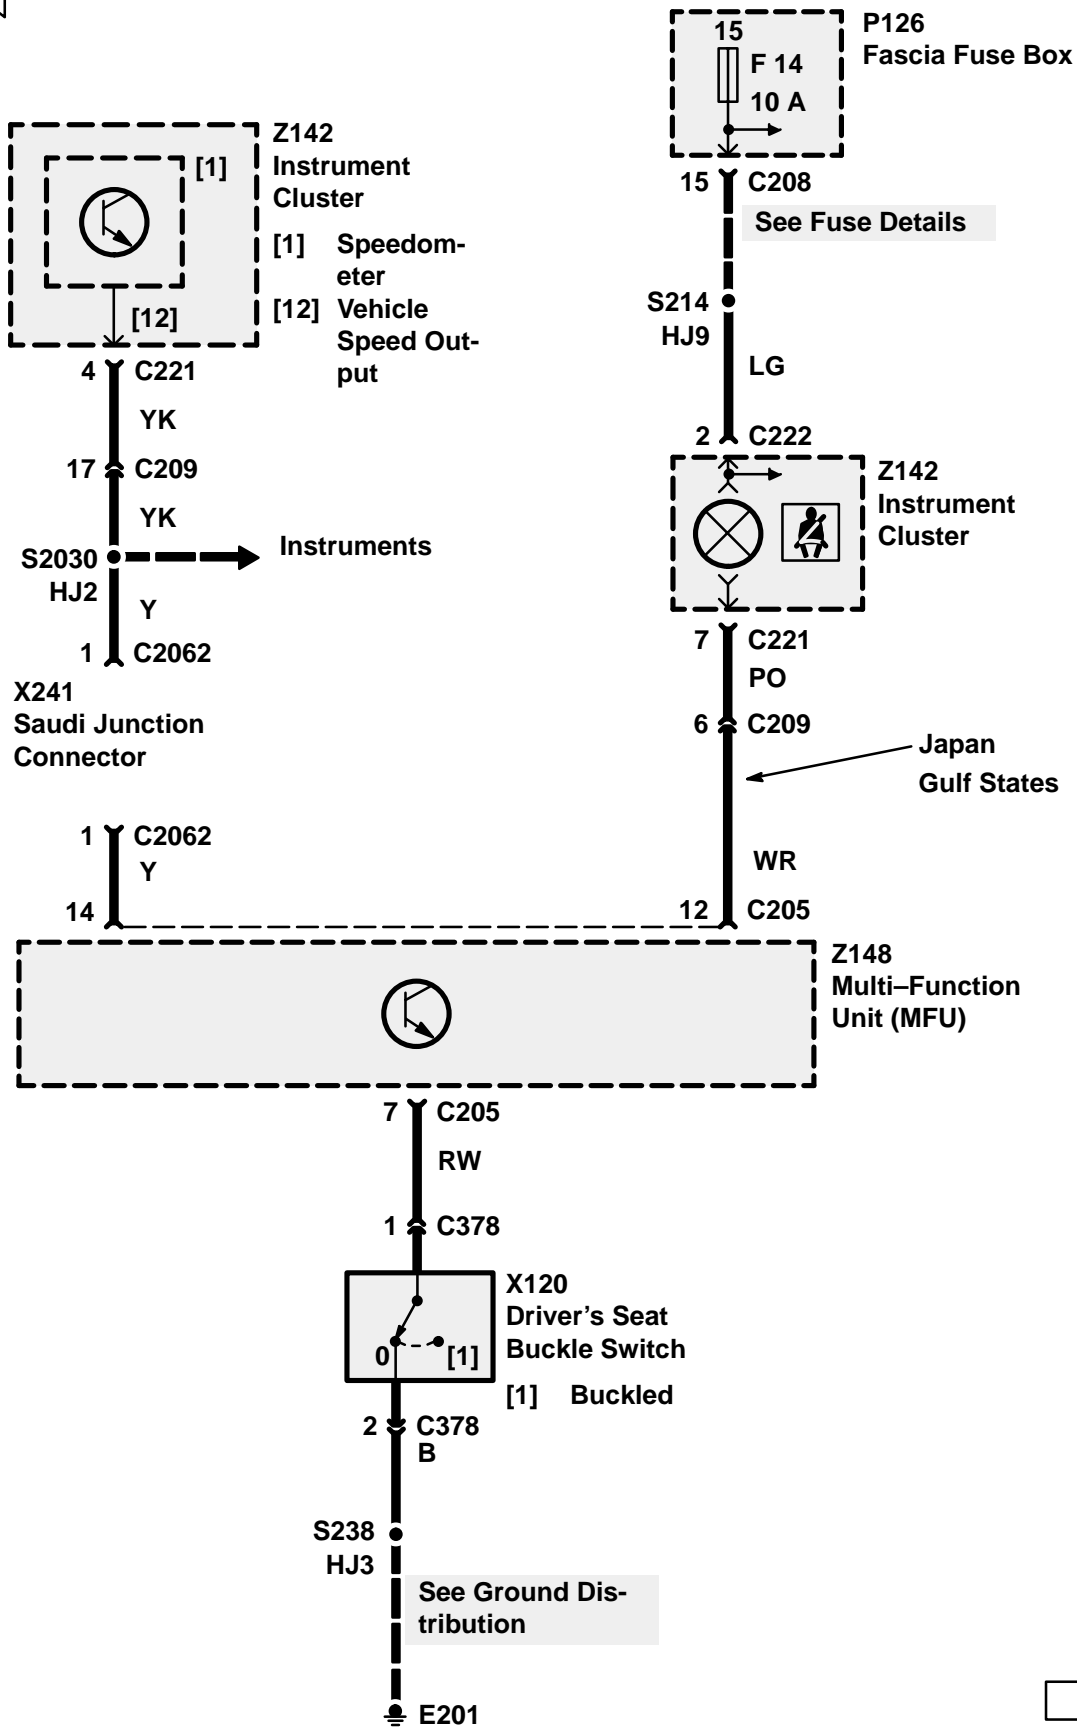 P126
Fascia Fuse Box
15
F 14
10 A
15 C208
See Fuse Details
S214
HJ9
LG
2 C222
Z142
Instrument
Cluster
7 C221
PO
6 C209
Japan
Gulf States
WR
12 C205
Z142
Instrument
Cluster
[1]
[1] Speedom-
eter
[12] Vehicle
Speed Out-
put
[12]
4 C221
YK
17 C209
YK
S2030
HJ2
Instruments
Y
1 C2062
X241
Saudi Junction
Connector
1 C2062
Y
14
Z148
Multi–Function
Unit (MFU)
7 C205
RW
1 C378
X120
Driver’s Seat
Buckle Switch
0 [1]
[1] Buckled
2 C378
B
S238
HJ3
See Ground Dis-
tribution
E201